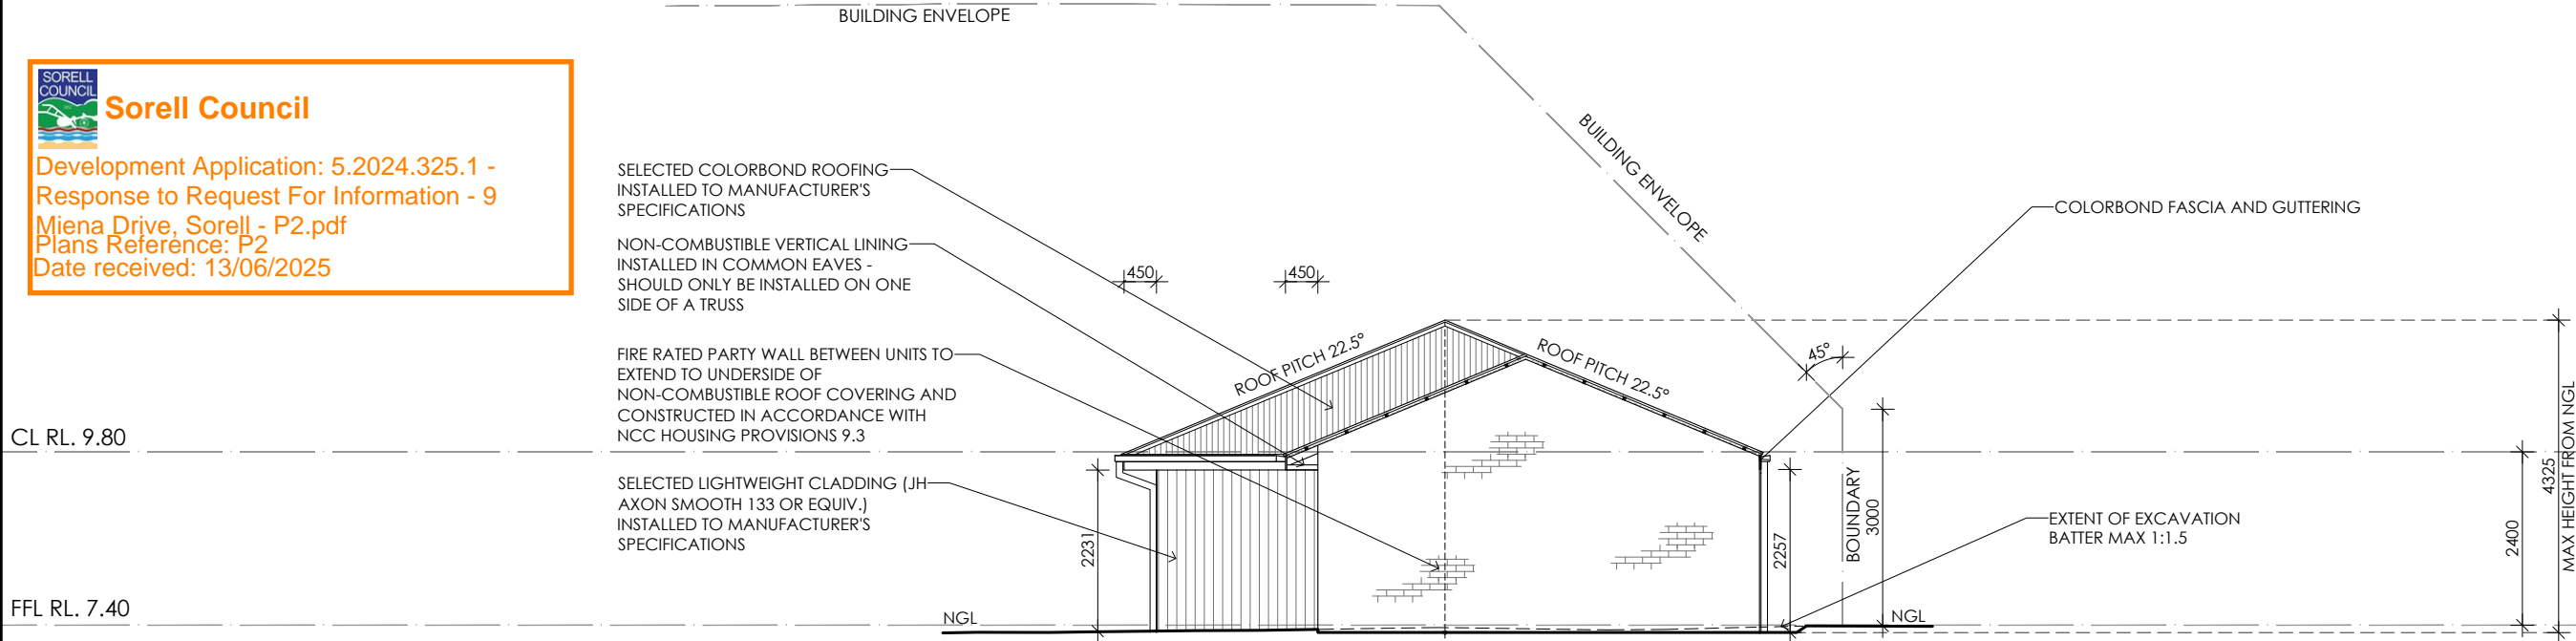 BUILDING ENVELOPE
SORELL
COUNCIL
Sorell Council
Development Application: 5.2024.325.1 -
Response to Request For Information - 9
Miena Drive, Sorell - P2.pdf
Plans Reference: P2
Date received: 13/06/2025
SELECTED COLORBOND ROOFING
INSTALLED TO MANUFACTURER'S
SPECIFICATIONS
NON-COMBUSTIBLE VERTICAL LINING
INSTALLED IN COMMON EAVES -
SHOULD ONLY BE INSTALLED ON ONE
SIDE OF A TRUSS
FIRE RATED PARTY WALL BETWEEN UNITS TO
EXTEND TO UNDERSIDE OF
NON-COMBUSTIBLE ROOF COVERING AND
CONSTRUCTED IN ACCORDANCE WITH
NCC HOUSING PROVISIONS 9.3
SELECTED LIGHTWEIGHT CLADDING (JH
AXON SMOOTH 133 OR EQUIV.)
INSTALLED TO MANUFACTURER'S
SPECIFICATIONS
CL RL. 9.80
FFL RL. 7.40
450
450
ROOF PITCH 22.5°
ROOF PITCH 22.5°
BUILDING ENVELOPE
45°
COLORBOND FASCIA AND GUTTERING
2231
2257
BOUNDARY
3000
EXTENT OF EXCAVATION
BATTER MAX 1:1.5
NGL
NGL
2400
4325
MAX HEIGHT FROM NGL